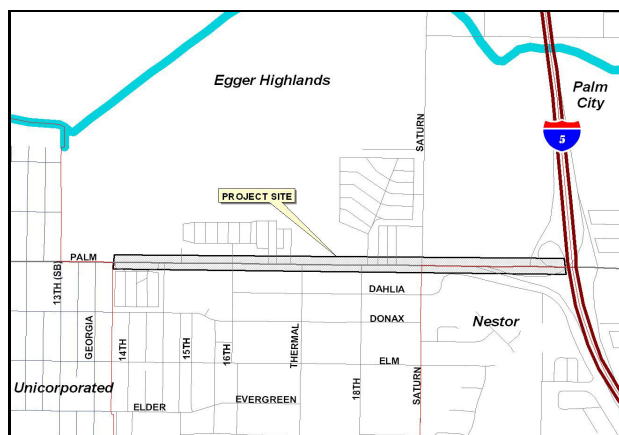 Egger Highlands
Palm
City
SATURN
5
PROJECT SITE
PALM
13TH (SB)
DAHLIA
DONAX
Nestor
GEORGIA
14TH
15TH
16TH
THERMAL
ELM
18TH
SATURN
Unicorporated
ELDER
EVERGREEN